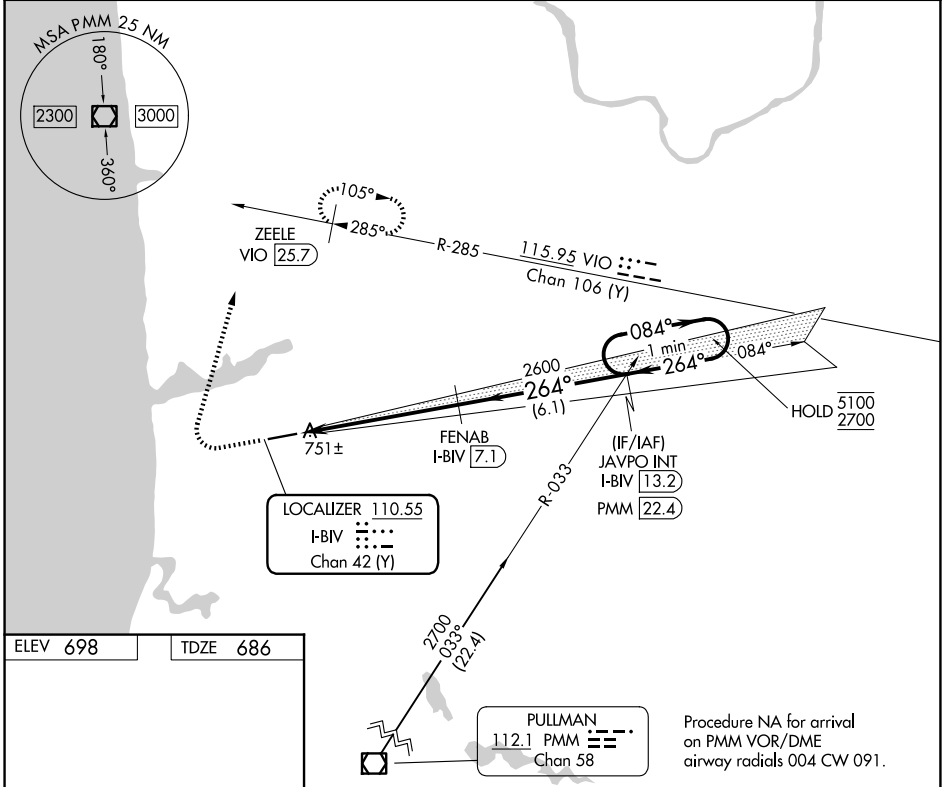 MSA PMM 25 NM
180°
2300
3000
360°
105°
285°
ZEELE
VIO 25.7
R-285
115.95 VIO
Chan 106 (Y)
084°
1 min
264°
084°
2600
264°
(6.1)
HOLD 5100
2700
751±
FENAB
I-BIV 7.1
(IF/IAF)
JAVPO INT
I-BIV 13.2
PMM 22.4
R-033
LOCALIZER 110.55
I-BIV
Chan 42 (Y)
2700
033°
(22.4)
ELEV 698
TDZE 686
PULLMAN
112.1 PMM
Chan 58
Procedure NA for arrival
on PMM VOR/DME
airway radials 004 CW 091.